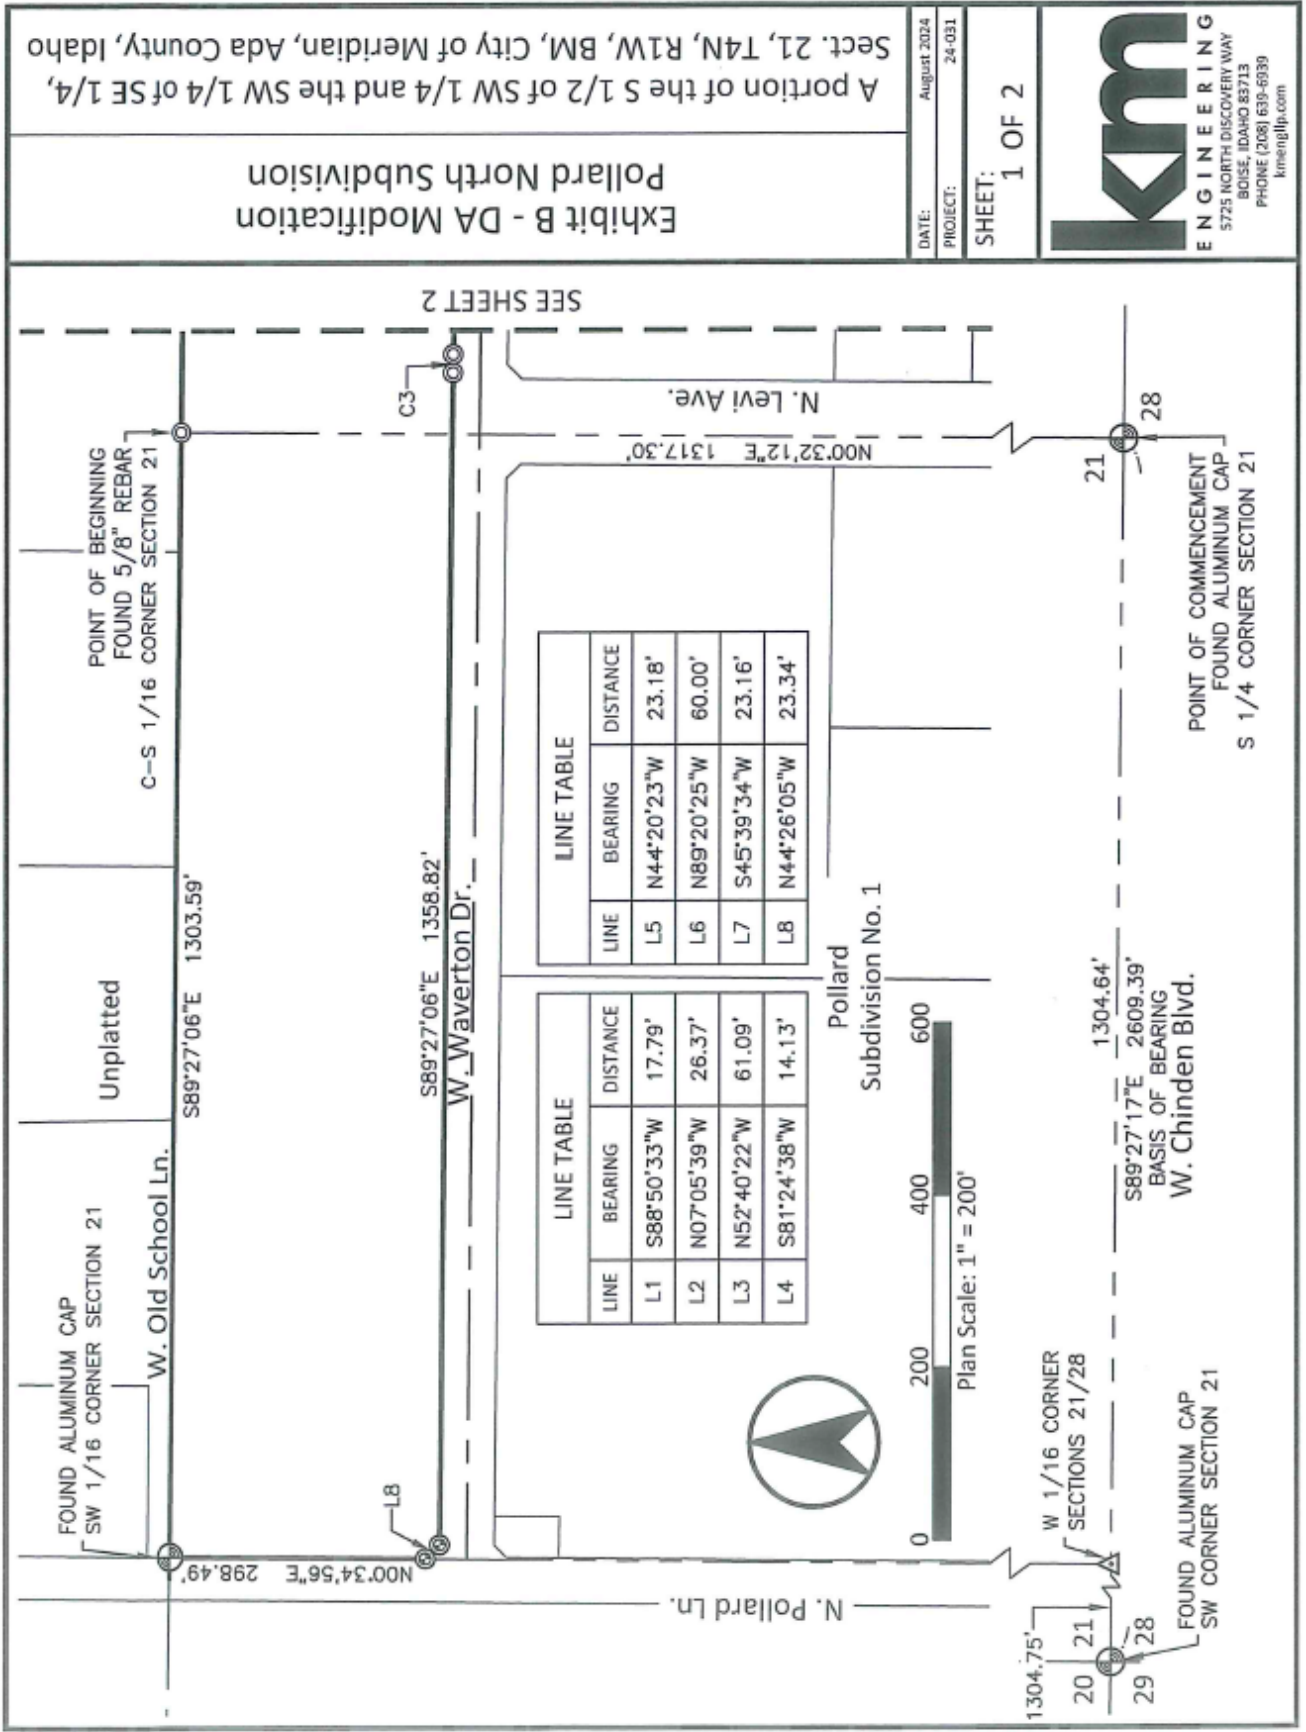 FOUND ALUMINUM CAP
SW 1/16 CORNER SECTION 21
W. Old School Ln.
Unplatted
S89°27'06"E 1303.59'
POINT OF BEGINNING
FOUND 5/8" REBAR
C-S 1/16 CORNER SECTION 21
N00°34'56"E 298.49'
L8
S89°27'06"E 1358.82'
W. Waverton Dr.
C3
SEE SHEET 2
N. Levi Ave.
N00°32'12"E 1317.30'
N. Pollard Ln.
LINE TABLE
LINE BEARING DISTANCE
L1 S88°50'33"W 17.79'
L2 N07°05'39"W 26.37'
L3 N52°40'22"W 61.09'
L4 S81°24'38"W 14.13'
LINE TABLE
LINE BEARING DISTANCE
L5 N44°20'23"W 23.18'
L6 N89°20'25"W 60.00'
L7 S45°39'34"W 23.16'
L8 N44°26'05"W 23.34'
Pollard
Subdivision No. 1
0 200 400 600
Plan Scale: 1" = 200'
W 1/16 CORNER
SECTIONS 21/28
1304.75'
20 21
29 28
FOUND ALUMINUM CAP
SW CORNER SECTION 21
1304.64'
S89°27'17"E 2609.39'
BASIS OF BEARING
W. Chinden Blvd.
21
28
POINT OF COMMENCEMENT
FOUND ALUMINUM CAP
S 1/4 CORNER SECTION 21
Exhibit B - DA Modification
Pollard North Subdivision
A portion of the S 1/2 of SW 1/4 and the SW 1/4 of SE 1/4,
Sect. 21, T4N, R1W, BM, City of Meridian, Ada County, Idaho
DATE: August 2024
PROJECT: 24-031
SHEET:
1 OF 2
km
ENGINEERING
5725 NORTH DISCOVERY WAY
BOISE, IDAHO 83713
PHONE (208) 639-6939
kmengllp.com